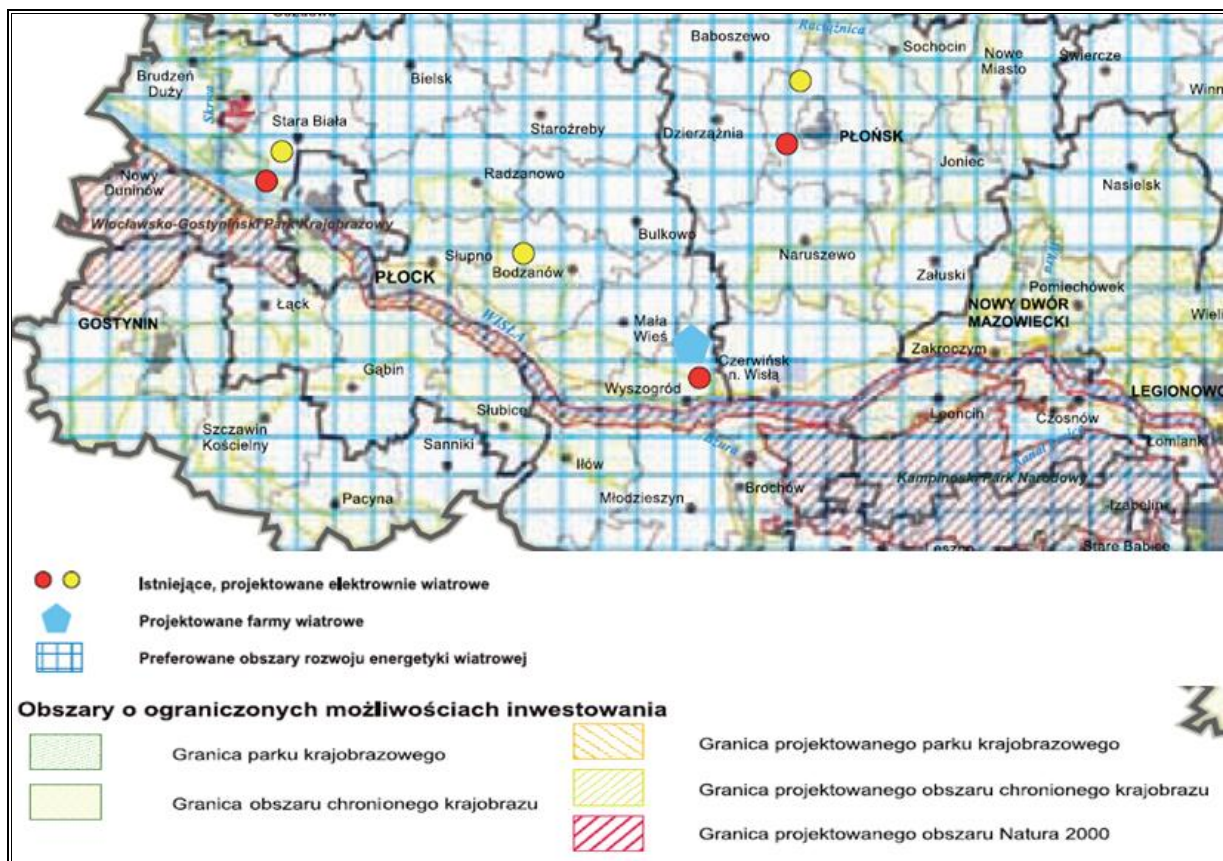 Baboszewo
Raciążnica
Sochocin
Nowe
Miasto
Świercze
Brudzeń
Duży
Bielsk
Skrwa
Stara Biała
Staroźreby
Dzierzążnia
PŁOŃSK
Joniec
Nasielsk
Nowy
Duninów
Radzanowo
Włocławsko-Gostyniński Park Krajobrazowy
Bulkowo
Słupno
Bodzanów
Naruszewo
PŁOCK
Załuski
Wkra
Pomiechówek
Łąck
NOWY DWÓR
MAZOWIECKI
GOSTYNIN
WISŁA
Mała
Wieś
Zakroczym
Czerwińsk
n. Wisłą
Gąbin
Wyszogród
LEGIONOWO
Słubice
Leoncin
Czosnów
Szczawin
Kościelny
Sanniki
Bzura
Kanał
Łomianki
Iłów
Kampinoski Park Narodowy
Pacyna
Młodzieszyn
Brochów
Izabelin
Leszno
Stare Babice
Istniejące, projektowane elektrownie wiatrowe
Projektowane farmy wiatrowe
Preferowane obszary rozwoju energetyki wiatrowej
Obszary o ograniczonych możliwościach inwestowania
Granica parku krajobrazowego
Granica obszaru chronionego krajobrazu
Granica projektowanego parku krajobrazowego
Granica projektowanego obszaru chronionego krajobrazu
Granica projektowanego obszaru Natura 2000